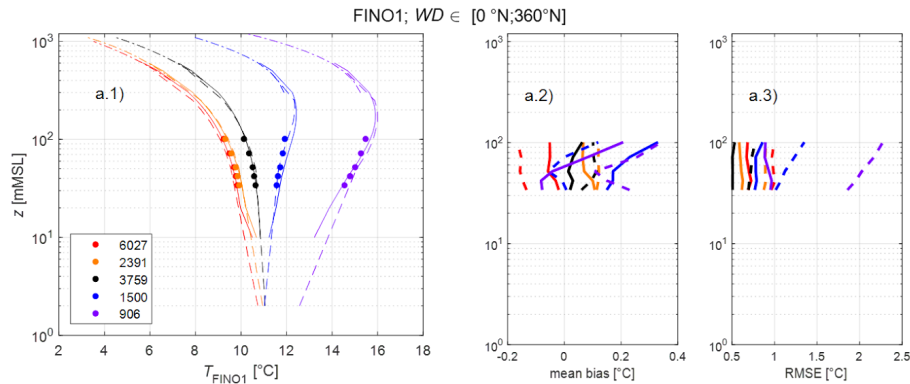 FINO1; WD ∈ [0 °N;360°N]
a.1)
z [mMSL]
10³
10²
10¹
10⁰
6027
2391
3759
1500
906
2 4 6 8 10 12 14 16 18
T_FINO1 [°C]
a.2)
10³
10²
10¹
10⁰
-0.2 0 0.2 0.4
mean bias [°C]
a.3)
10³
10²
10¹
10⁰
0.5 1 1.5 2 2.5
RMSE [°C]